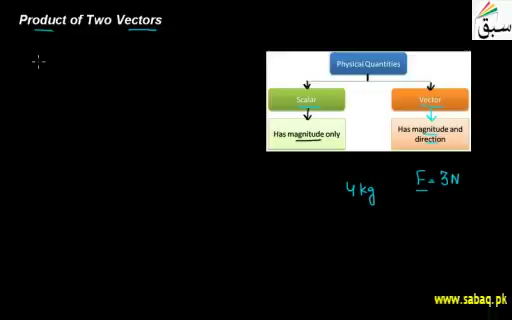 Product of Two Vectors
سبق
Physical Quantities
Scalar
Vector
Has magnitude only
Has magnitude and
direction
4 kg
F = 3 N
www.sabaq.pk